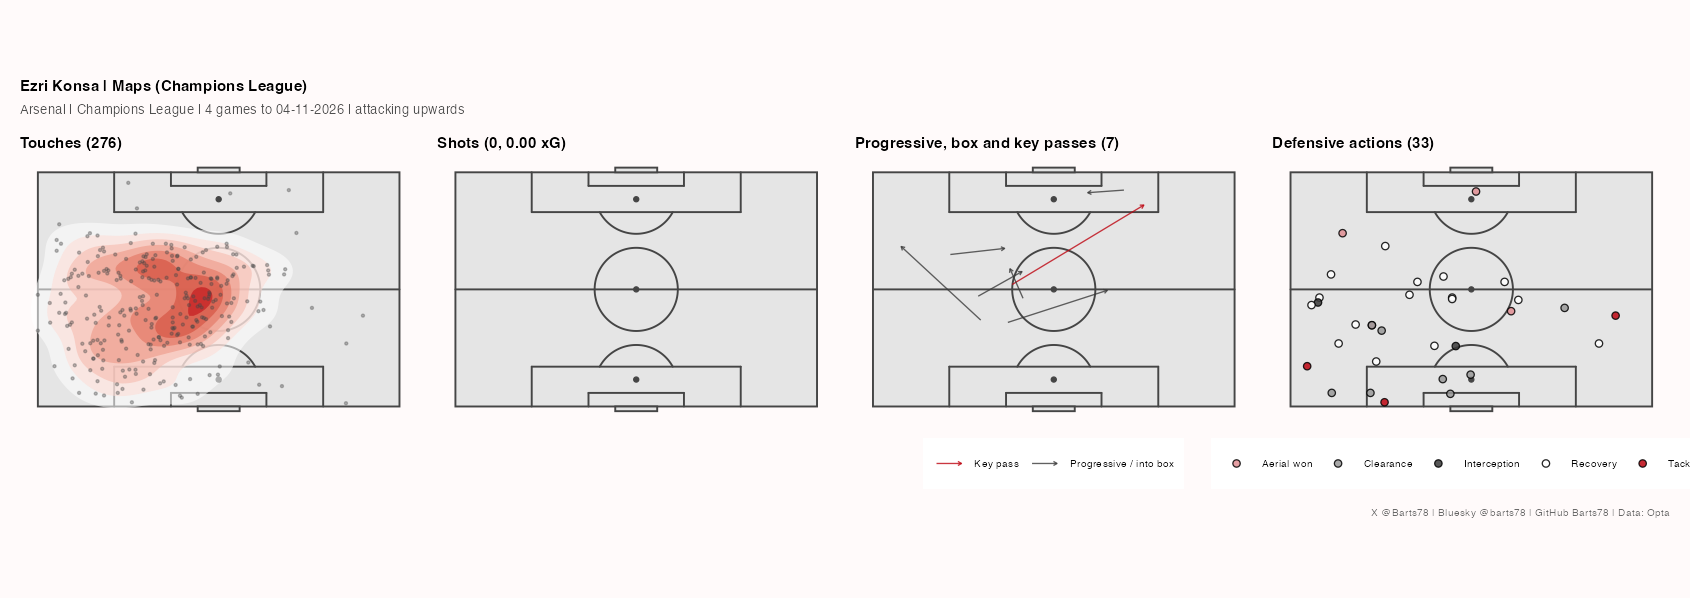 Ezri Konsa | Maps (Champions League)
Arsenal | Champions League | 4 games to 04-11-2026 | attacking upwards
Touches (276)
Shots (0, 0.00 xG)
Progressive, box and key passes (7)
Defensive actions (33)
Key pass
Progressive / into box
Aerial won
Clearance
Interception
Recovery
Tack
X @Barts78 | Bluesky @barts78 | GitHub Barts78 | Data: Opta